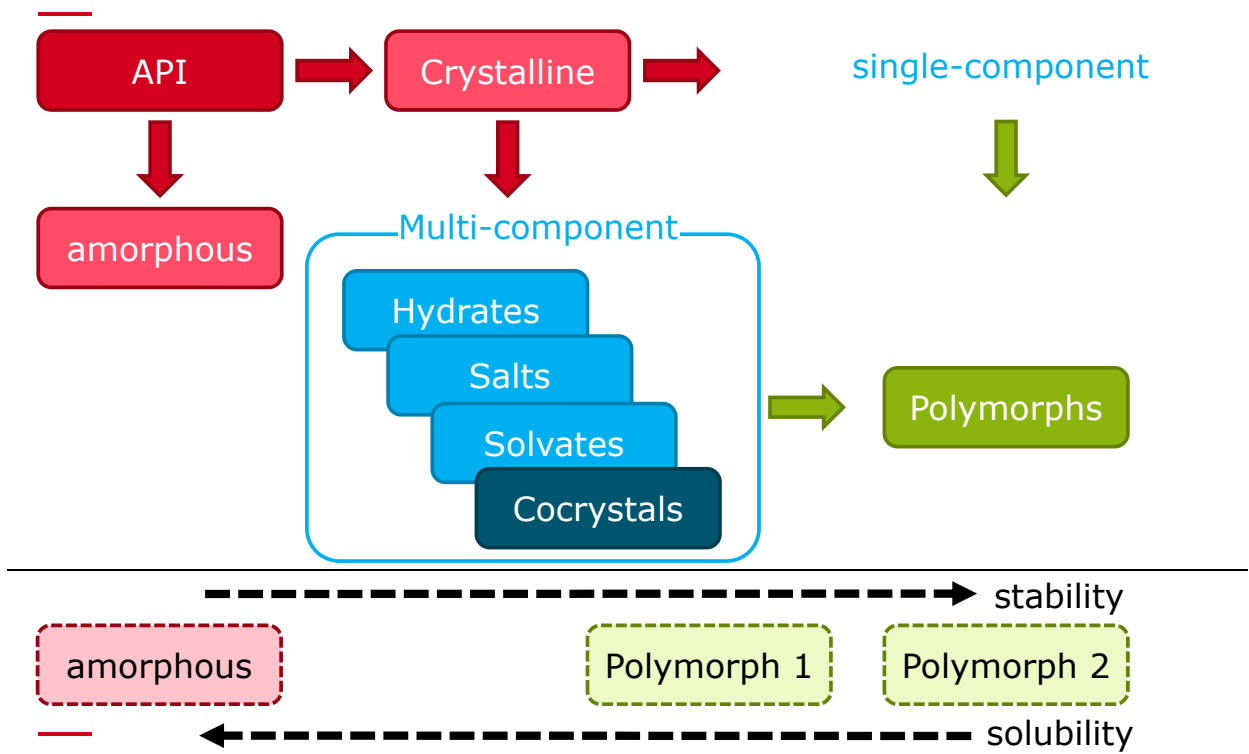 API
Crystalline
single-component
amorphous
Multi-component
Hydrates
Salts
Solvates
Cocrystals
Polymorphs
stability
amorphous
Polymorph 1
Polymorph 2
solubility